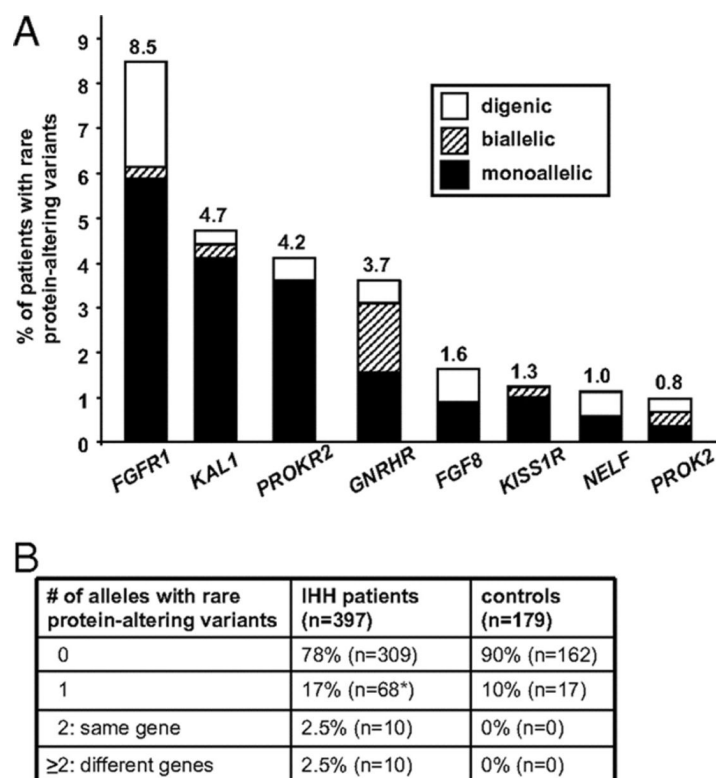 A
9
8
7
6
5
4
3
2
1
0
% of patients with rare
protein-altering variants
8.5
4.7
4.2
3.7
1.6
1.3
1.0
0.8
digenic
biallelic
monoallelic
FGFR1
KAL1
PROKR2
GNRHR
FGF8
KISS1R
NELF
PROK2
B
# of alleles with rare
protein-altering variants
IHH patients
(n=397)
controls
(n=179)
0
78% (n=309)
90% (n=162)
1
17% (n=68*)
10% (n=17)
2: same gene
2.5% (n=10)
0% (n=0)
≥2: different genes
2.5% (n=10)
0% (n=0)